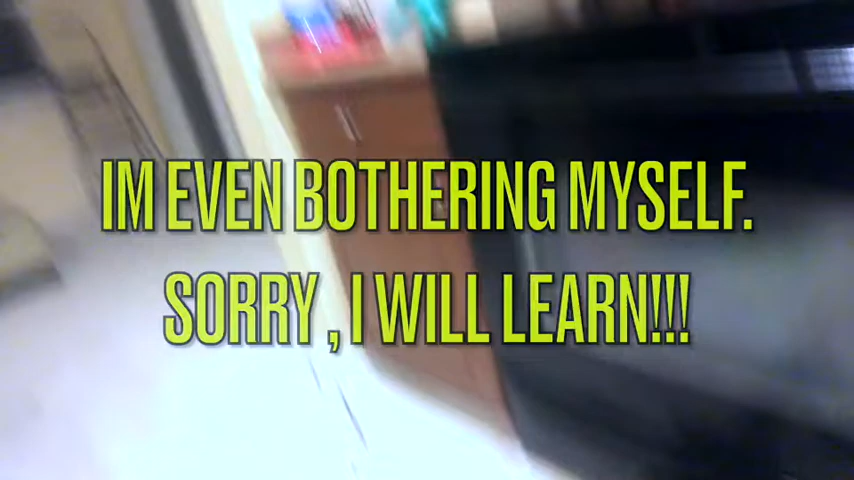 IM EVEN BOTHERING MYSELF.
SORRY , I WILL LEARN!!!